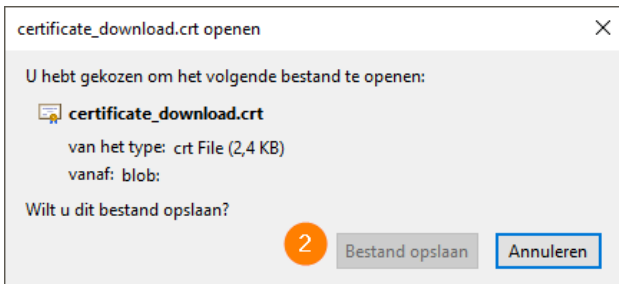 certificate_download.crt openen
U hebt gekozen om het volgende bestand te openen:
certificate_download.crt
van het type: crt File (2,4 KB)
vanaf: blob:
Wilt u dit bestand opslaan?
2 Bestand opslaan Annuleren